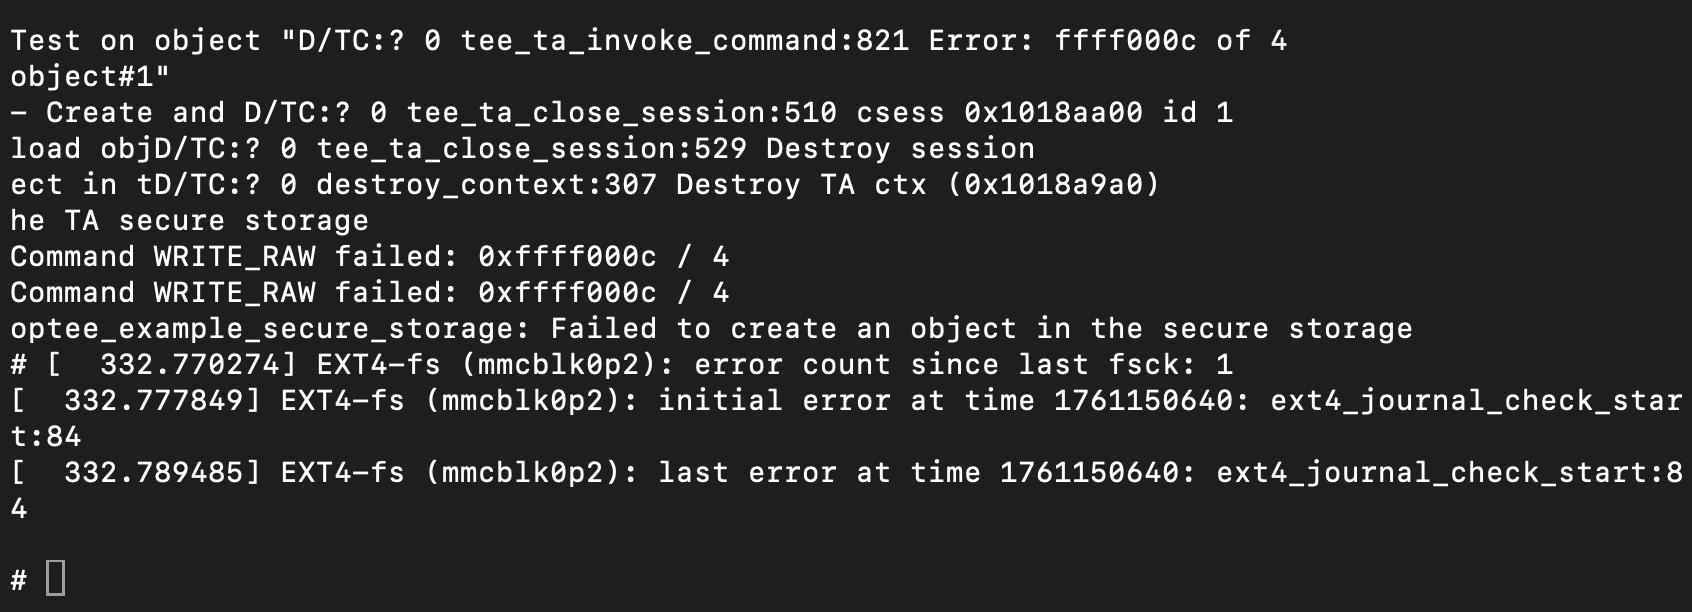 Test on object "D/TC:? 0 tee_ta_invoke_command:821 Error: ffff000c of 4
object#1"
- Create and D/TC:? 0 tee_ta_close_session:510 csess 0x1018aa00 id 1
load objD/TC:? 0 tee_ta_close_session:529 Destroy session
ect in tD/TC:? 0 destroy_context:307 Destroy TA ctx (0x1018a9a0)
he TA secure storage
Command WRITE_RAW failed: 0xffff000c / 4
Command WRITE_RAW failed: 0xffff000c / 4
optee_example_secure_storage: Failed to create an object in the secure storage
# [  332.770274] EXT4-fs (mmcblk0p2): error count since last fsck: 1
[  332.777849] EXT4-fs (mmcblk0p2): initial error at time 1761150640: ext4_journal_check_star
t:84
[  332.789485] EXT4-fs (mmcblk0p2): last error at time 1761150640: ext4_journal_check_start:8
4
#